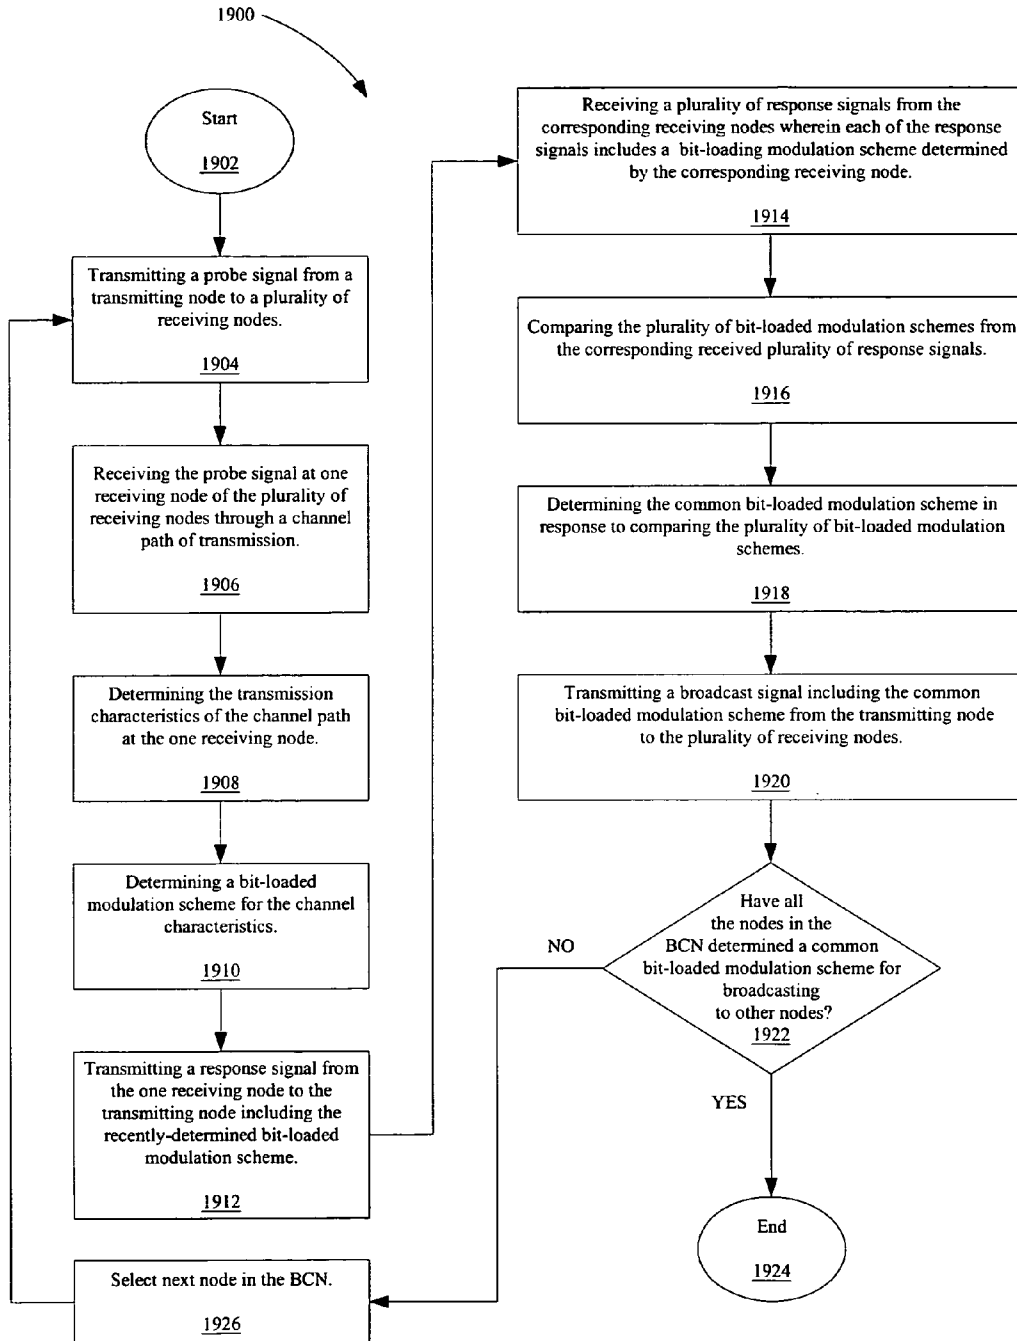 1900
Start
1902
Transmitting a probe signal from a
transmitting node to a plurality of
receiving nodes.
1904
Receiving the probe signal at one
receiving node of the plurality of
receiving nodes through a channel
path of transmission.
1906
Determining the transmission
characteristics of the channel path
at the one receiving node.
1908
Determining a bit-loaded
modulation scheme for the channel
characteristics.
1910
Transmitting a response signal from
the one receiving node to the
transmitting node including the
recently-determined bit-loaded
modulation scheme.
1912
Receiving a plurality of response signals from the
corresponding receiving nodes wherein each of the response
signals includes a bit-loading modulation scheme determined
by the corresponding receiving node.
1914
Comparing the plurality of bit-loaded modulation schemes from
the corresponding received plurality of response signals.
1916
Determining the common bit-loaded modulation scheme in
response to comparing the plurality of bit-loaded modulation
schemes.
1918
Transmitting a broadcast signal including the common
bit-loaded modulation scheme from the transmitting node
to the plurality of receiving nodes.
1920
Have all
the nodes in the
BCN determined a common
bit-loaded modulation scheme for
broadcasting
to other nodes?
1922
NO
YES
End
1924
Select next node in the BCN.
1926